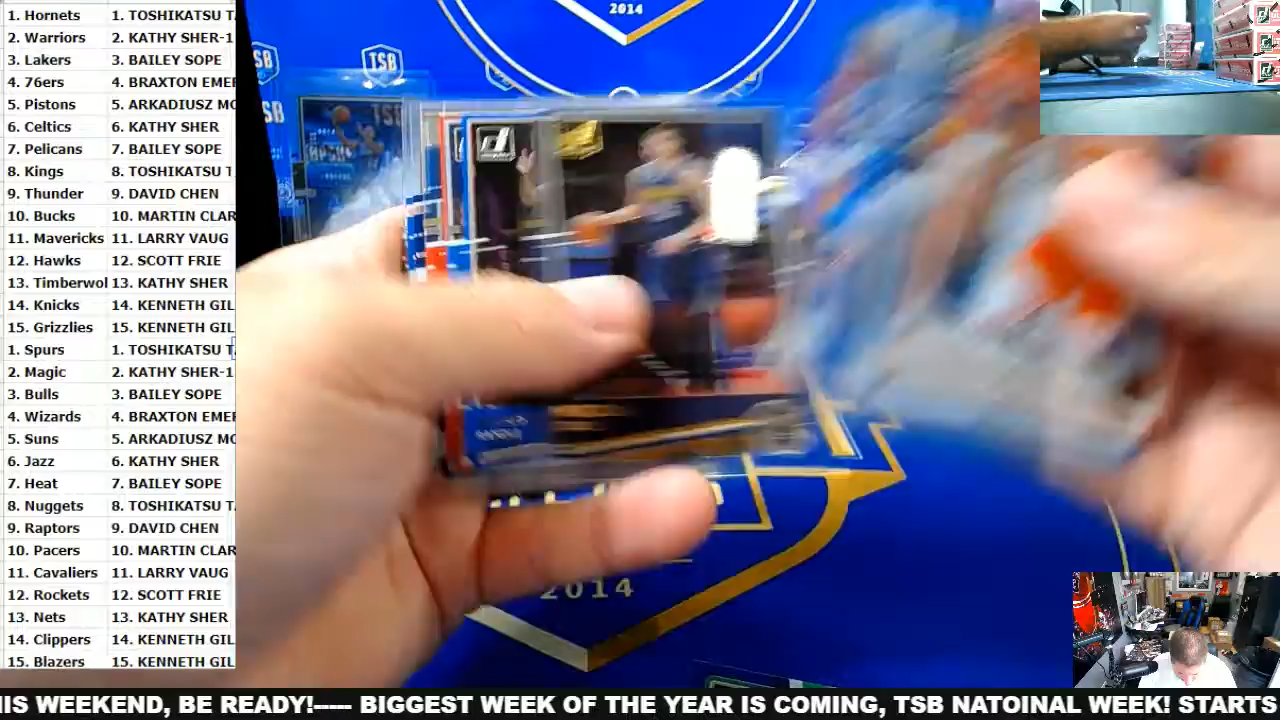 1. Hornets 1. TOSHIKATSU T
2. Warriors 2. KATHY SHER-1
3. Lakers 3. BAILEY SOPE
4. 76ers 4. BRAXTON EMER
5. Pistons 5. ARKADIUSZ MO
6. Celtics 6. KATHY SHER
7. Pelicans 7. BAILEY SOPE
8. Kings 8. TOSHIKATSU T
9. Thunder 9. DAVID CHEN
10. Bucks 10. MARTIN CLAR
11. Mavericks 11. LARRY VAUG
12. Hawks 12. SCOTT FRIE
13. Timberwol 13. KATHY SHER
14. Knicks 14. KENNETH GIL
15. Grizzlies 15. KENNETH GIL
1. Spurs 1. TOSHIKATSU T
2. Magic 2. KATHY SHER-1
3. Bulls 3. BAILEY SOPE
4. Wizards 4. BRAXTON EMER
5. Suns 5. ARKADIUSZ MO
6. Jazz 6. KATHY SHER
7. Heat 7. BAILEY SOPE
8. Nuggets 8. TOSHIKATSU T
9. Raptors 9. DAVID CHEN
10. Pacers 10. MARTIN CLAR
11. Cavaliers 11. LARRY VAUG
12. Rockets 12. SCOTT FRIE
13. Nets 13. KATHY SHER
14. Clippers 14. KENNETH GIL
15. Blazers 15. KENNETH GIL
2014
TSB
SB
SB
TSB
2014
HIS WEEKEND, BE READY!----- BIGGEST WEEK OF THE YEAR IS COMING, TSB NATOINAL WEEK! STARTS